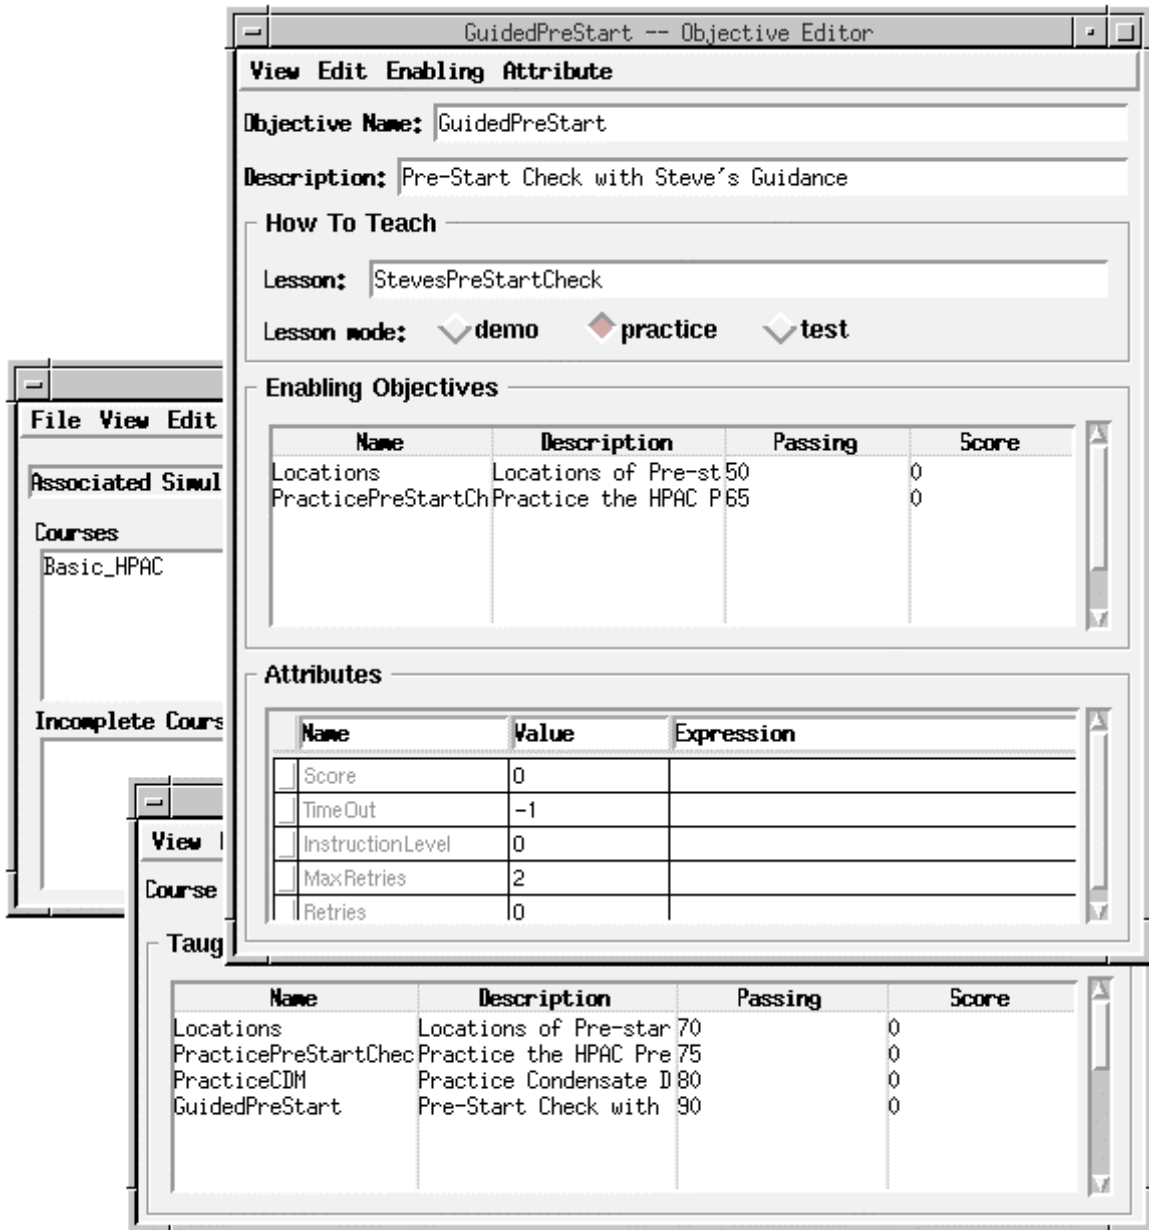 GuidedPreStart -- Objective Editor
View Edit Enabling Attribute
Objective Name: GuidedPreStart
Description: Pre-Start Check with Steve's Guidance
How To Teach
Lesson: StevesPreStartCheck
Lesson mode: demo practice test
Enabling Objectives
Name Description Passing Score
Locations Locations of Pre-st 50 0
PracticePreStartCh Practice the HPAC P 65 0
Attributes
Name Value Expression
Score 0
TimeOut -1
InstructionLevel 0
MaxRetries 2
Retries 0
File View Edit
Associated Simul
Courses
Basic_HPAC
Incomplete Cours
View
Course
Taug
Name Description Passing Score
Locations Locations of Pre-star 70 0
PracticePreStartChec Practice the HPAC Pre 75 0
PracticeCDM Practice Condensate D 80 0
GuidedPreStart Pre-Start Check with 90 0